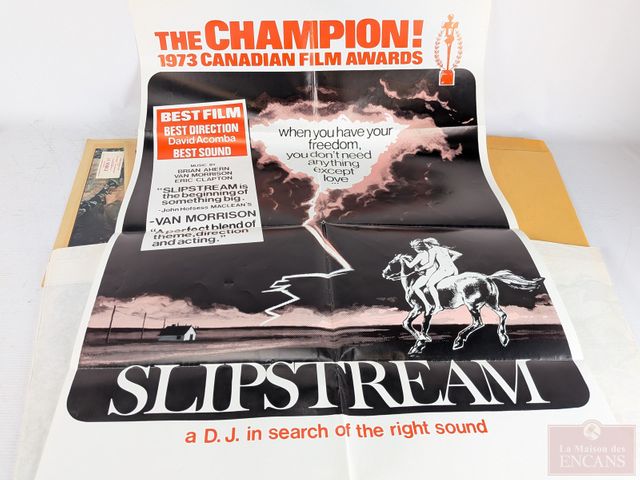 THE CHAMPION!
1973 CANADIAN FILM AWARDS
BEST FILM
BEST DIRECTION
David Acomba
BEST SOUND
MUSIC BY
BRIAN AHERN
VAN MORRISON
ERIC CLAPTON
"SLIPSTREAM is
the beginning of
something big.
-John Hofsess MACLEAN'S
-VAN MORRISON
"A perfect blend of
theme, direction
and acting."
when you have your
freedom,
you don't need
anything
except
love...
SLIPSTREAM
a D.J. in search of the right sound
La Maison des
ENCANS